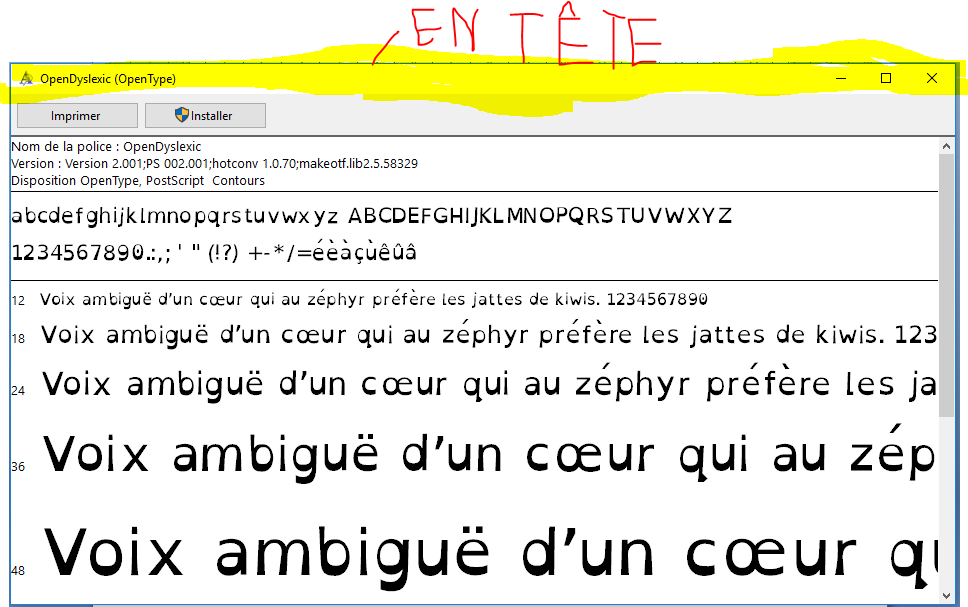 EN TÊTE
OpenDyslexic (OpenType)
Imprimer Installer
Nom de la police : OpenDyslexic
Version : Version 2.001;PS 002.001;hotconv 1.0.70;makeotf.lib2.5.58329
Disposition OpenType, PostScript Contours
abcdefghijklmnopqrstuvwxyz ABCDEFGHIJKLMNOPQRSTUVWXYZ
1234567890.:,; ' " (!?) +-*/=éèàçùêûâ
12 Voix ambiguë d'un cœur qui au zéphyr préfère les jattes de kiwis. 1234567890
18 Voix ambiguë d'un cœur qui au zéphyr préfère les jattes de kiwis. 123
24 Voix ambiguë d'un cœur qui au zéphyr préfère les ja
36 Voix ambiguë d'un cœur qui au zép
48 Voix ambiguë d'un cœur qu